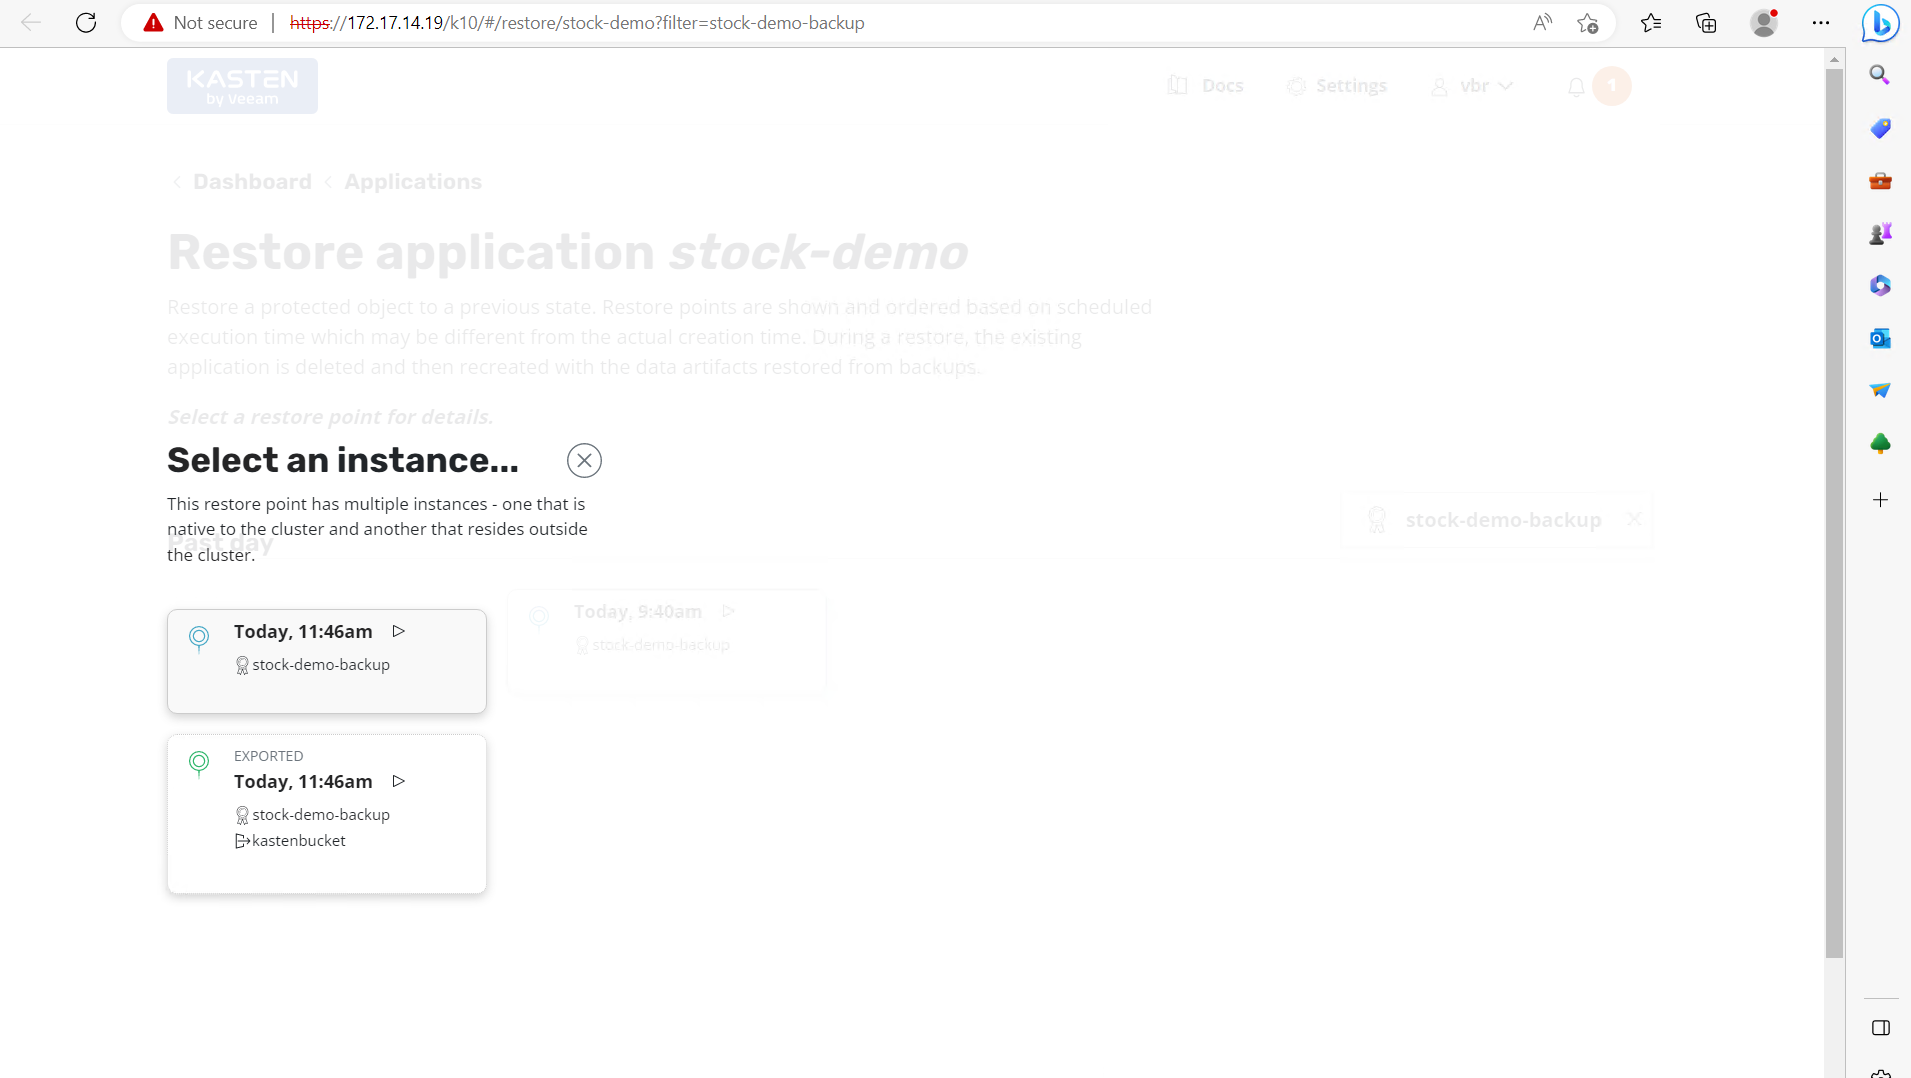 Not secure
https://172.17.14.19/k10/#/restore/stock-demo?filter=stock-demo-backup
KASTEN
by Veeam
Docs
Settings
vbr
1
Dashboard
Applications
Restore application stock-demo
Restore a protected object to a previous state. Restore points are shown and ordered based on scheduled
execution time which may be different from the actual creation time. During a restore, the existing
application is deleted and then recreated with the data artifacts restored from backups.
Select a restore point for details.
Select an instance...
This restore point has multiple instances - one that is
native to the cluster and another that resides outside
the cluster.
Past day
stock-demo-backup
Today, 11:46am
stock-demo-backup
Today, 9:40am
stock-demo-backup
EXPORTED
Today, 11:46am
stock-demo-backup
kastenbucket